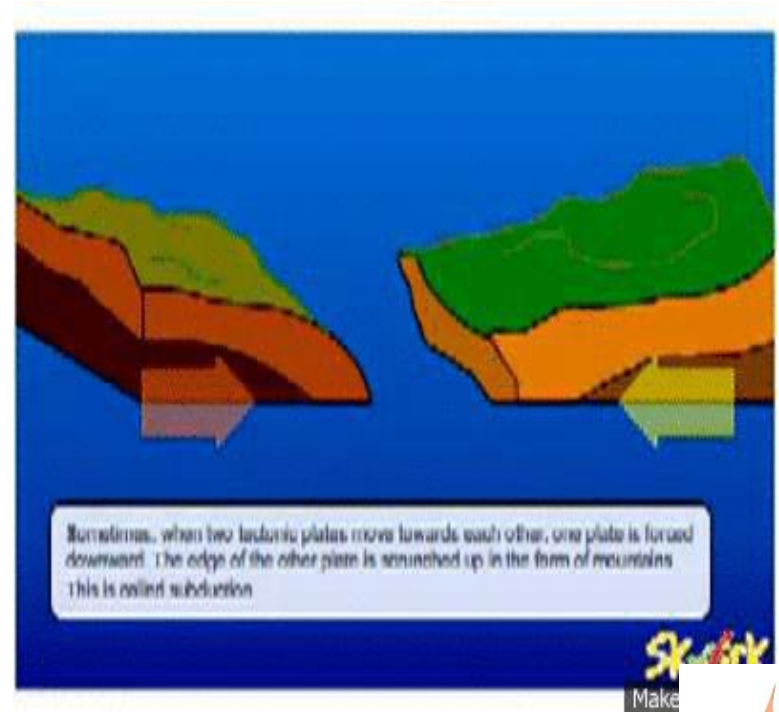 Sometimes, when two tectonic plates move towards each other, one plate is forced
downward. The edge of the other plate is scrunched up in the form of mountains
This is called subduction
Make